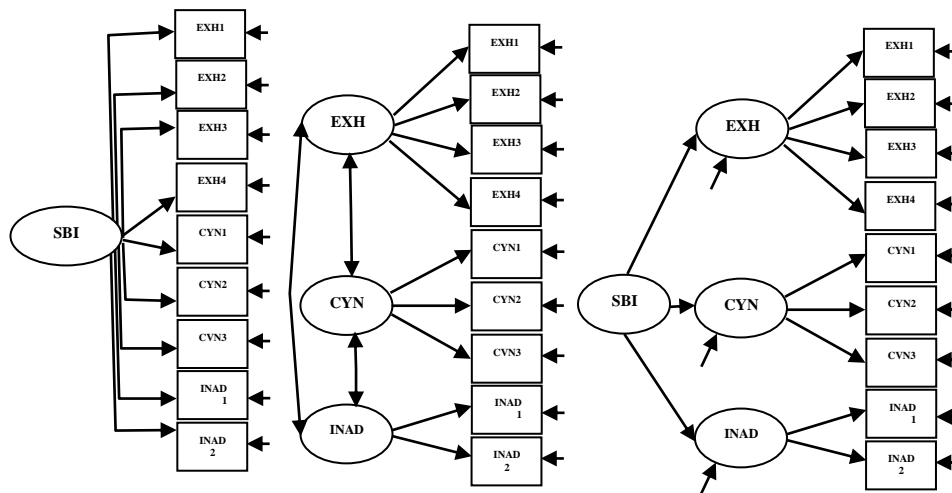 EXH1
EXH2
EXH3
EXH4
SBI
CYN1
CYN2
CVN3
INAD
1
INAD
2
EXH
CYN
INAD
EXH1
EXH2
EXH3
EXH4
CYN1
CYN2
CVN3
INAD
1
INAD
2
SBI
EXH
CYN
INAD
EXH1
EXH2
EXH3
EXH4
CYN1
CYN2
CVN3
INAD
1
INAD
2